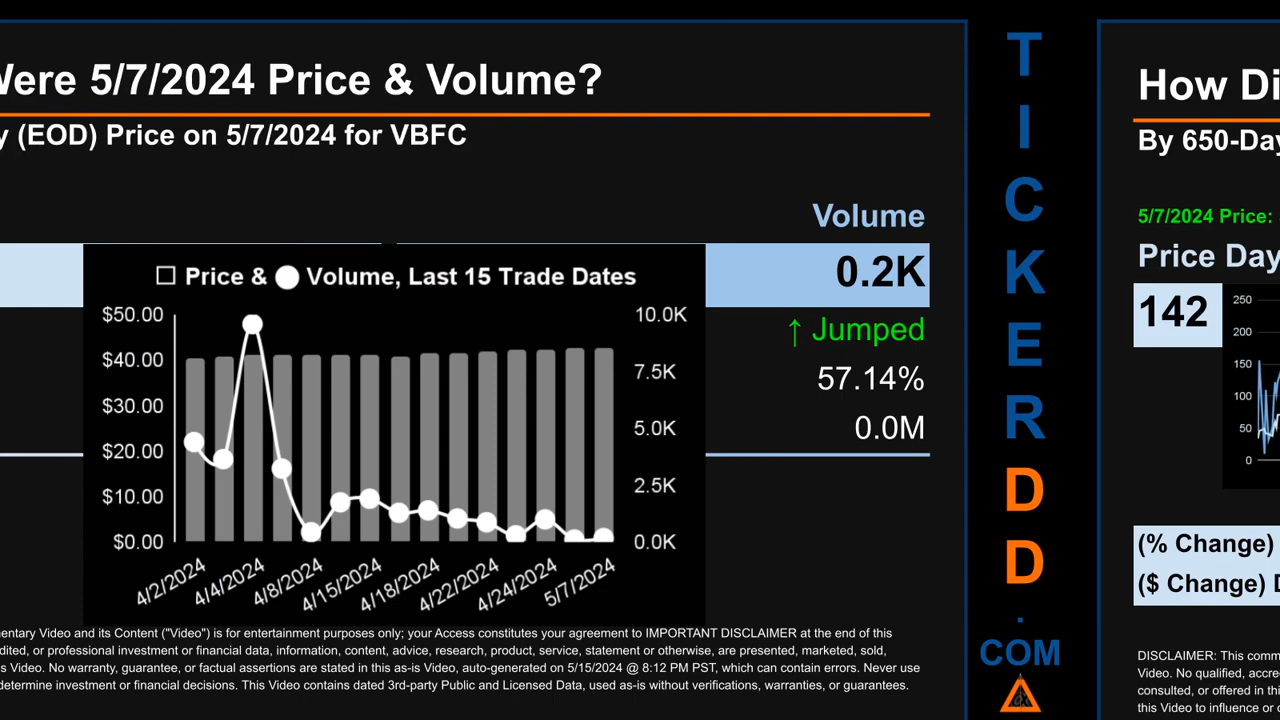 Were 5/7/2024 Price & Volume?
(EOD) Price on 5/7/2024 for VBFC
Volume
0.2K
↑ Jumped
57.14%
0.0M
Price & Volume, Last 15 Trade Dates
$50.00
$40.00
$30.00
$20.00
$10.00
$0.00
10.0K
7.5K
5.0K
2.5K
0.0K
4/2/2024
4/4/2024
4/8/2024
4/15/2024
4/18/2024
4/22/2024
4/24/2024
5/7/2024
mentary Video and its Content ("Video") is for entertainment purposes only; your Access constitutes your agreement to IMPORTANT DISCLAIMER at the end of this
dited, or professional investment or financial data, information, content, advice, research, product, service, statement or otherwise, are presented, marketed, sold,
s Video. No warranty, guarantee, or factual assertions are stated in this as-is Video, auto-generated on 5/15/2024 @ 8:12 PM PST, which can contain errors. Never use
determine investment or financial decisions. This Video contains dated 3rd-party Public and Licensed Data, used as-is without verifications, warranties, or guarantees.
T
I
C
K
E
R
D
D
.
COM
How Di
By 650-Day
5/7/2024 Price:
Price Day
142
250
200
150
100
50
0
(% Change)
($ Change) D
DISCLAIMER: This comm
Video. No qualified, accre
consulted, or offered in thi
this Video to influence or d